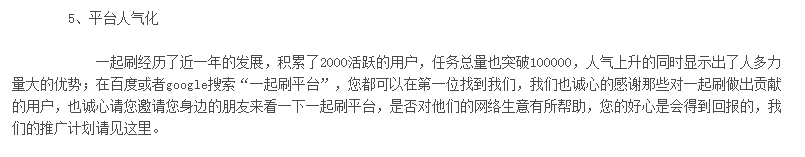 5、平台人气化
一起刷经历了近一年的发展，积累了2000活跃的用户，任务总量也突破100000，人气上升的同时显示出了人多力
量大的优势；在百度或者google搜索“一起刷平台”，您都可以在第一位找到我们，我们也诚心的感谢那些对一起刷做出贡献
的用户，也诚心请您邀请您身边的朋友来看一下一起刷平台，是否对他们的网络生意有所帮助，您的好心是会得到回报的，我
们的推广计划请见这里。